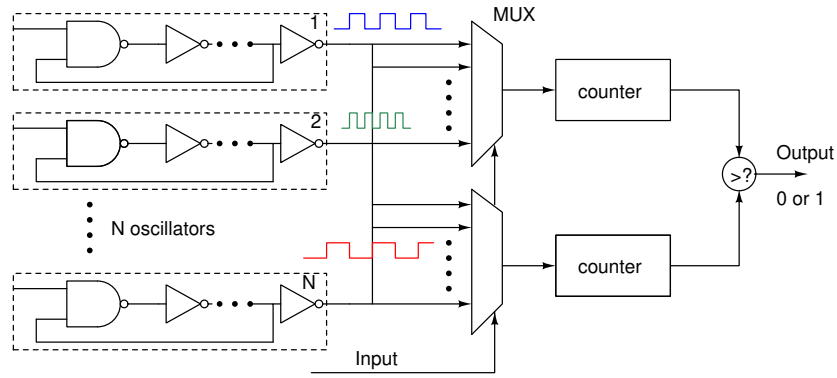 1
MUX
counter
2
Output
>?
0 or 1
N oscillators
counter
N
Input